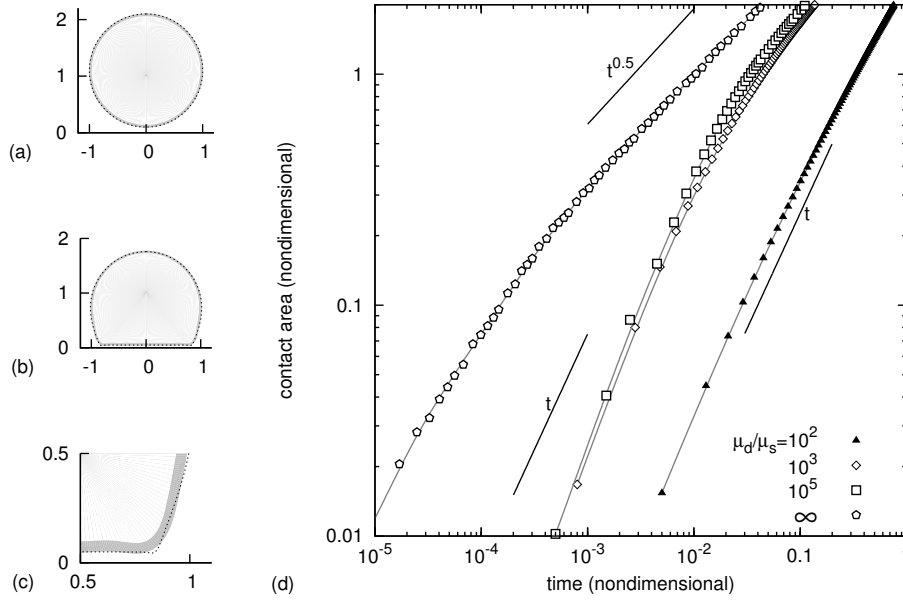 2
1
0
-1 0 1
(a)
2
1
0
-1 0 1
(b)
0.5
0
0.5 1
(c)
contact area (nondimensional)
1
0.1
0.01
t^0.5
t
t
μ_d/μ_s=10^2
10^3
10^5
∞
10^-5 10^-4 10^-3 10^-2 0.1
(d)
time (nondimensional)